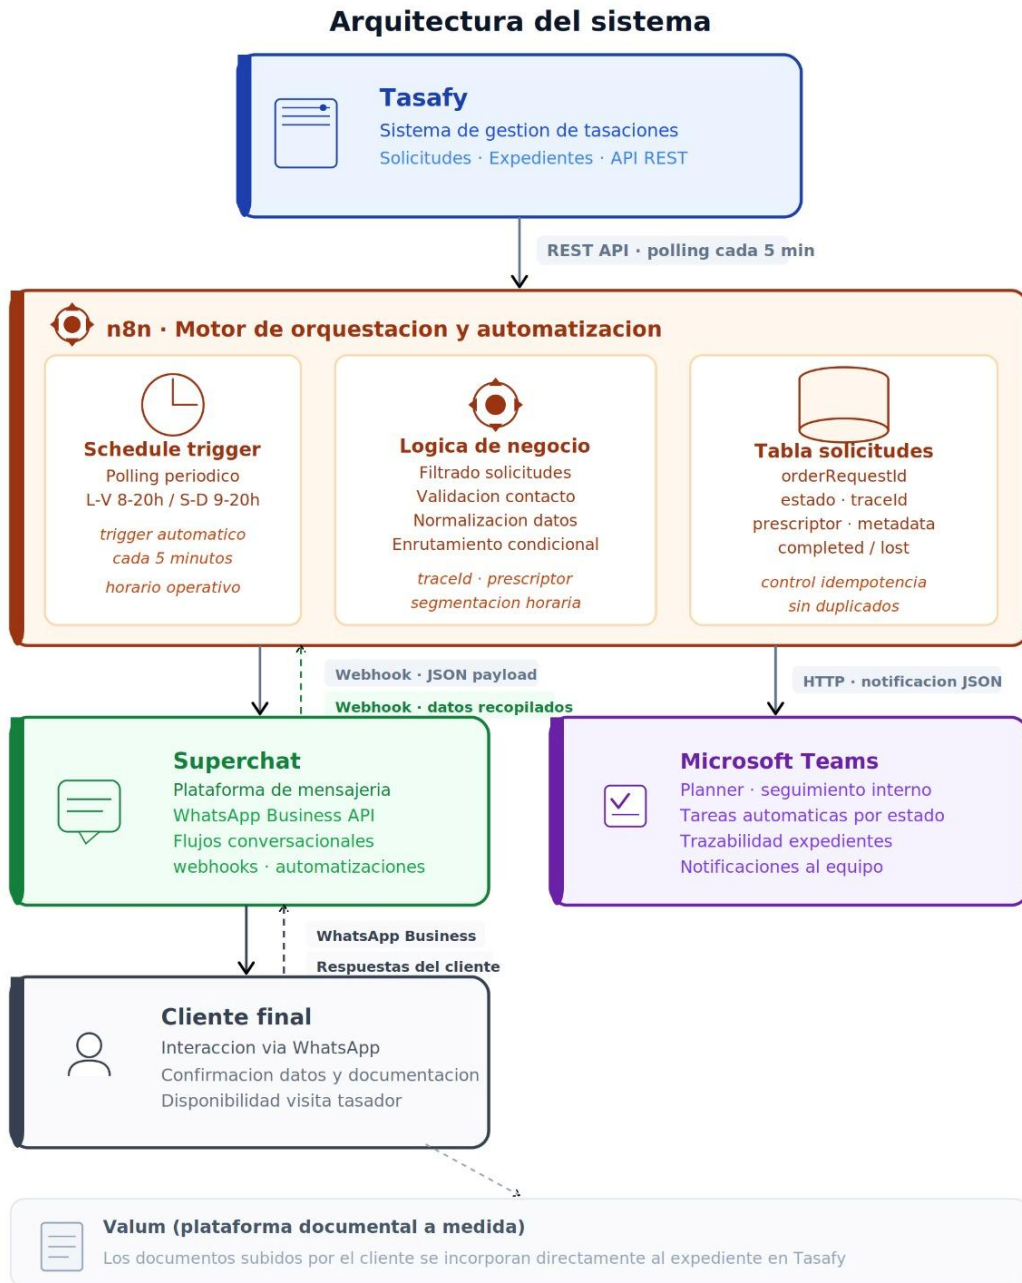 Arquitectura del sistema
Tasafy
Sistema de gestion de tasaciones
Solicitudes · Expedientes · API REST
REST API · polling cada 5 min
n8n · Motor de orquestacion y automatizacion
Schedule trigger
Polling periodico
L-V 8-20h / S-D 9-20h
trigger automatico
cada 5 minutos
horario operativo
Logica de negocio
Filtrado solicitudes
Validacion contacto
Normalizacion datos
Enrutamiento condicional
traceId · prescriptor
segmentacion horaria
Tabla solicitudes
orderRequestId
estado · traceId
prescriptor · metadata
completed / lost
control idempotencia
sin duplicados
Webhook · JSON payload
Webhook · datos recopilados
HTTP · notificacion JSON
Superchat
Plataforma de mensajeria
WhatsApp Business API
Flujos conversacionales
webhooks · automatizaciones
Microsoft Teams
Planner · seguimiento interno
Tareas automaticas por estado
Trazabilidad expedientes
Notificaciones al equipo
WhatsApp Business
Respuestas del cliente
Cliente final
Interaccion via WhatsApp
Confirmacion datos y documentacion
Disponibilidad visita tasador
Valum (plataforma documental a medida)
Los documentos subidos por el cliente se incorporan directamente al expediente en Tasafy